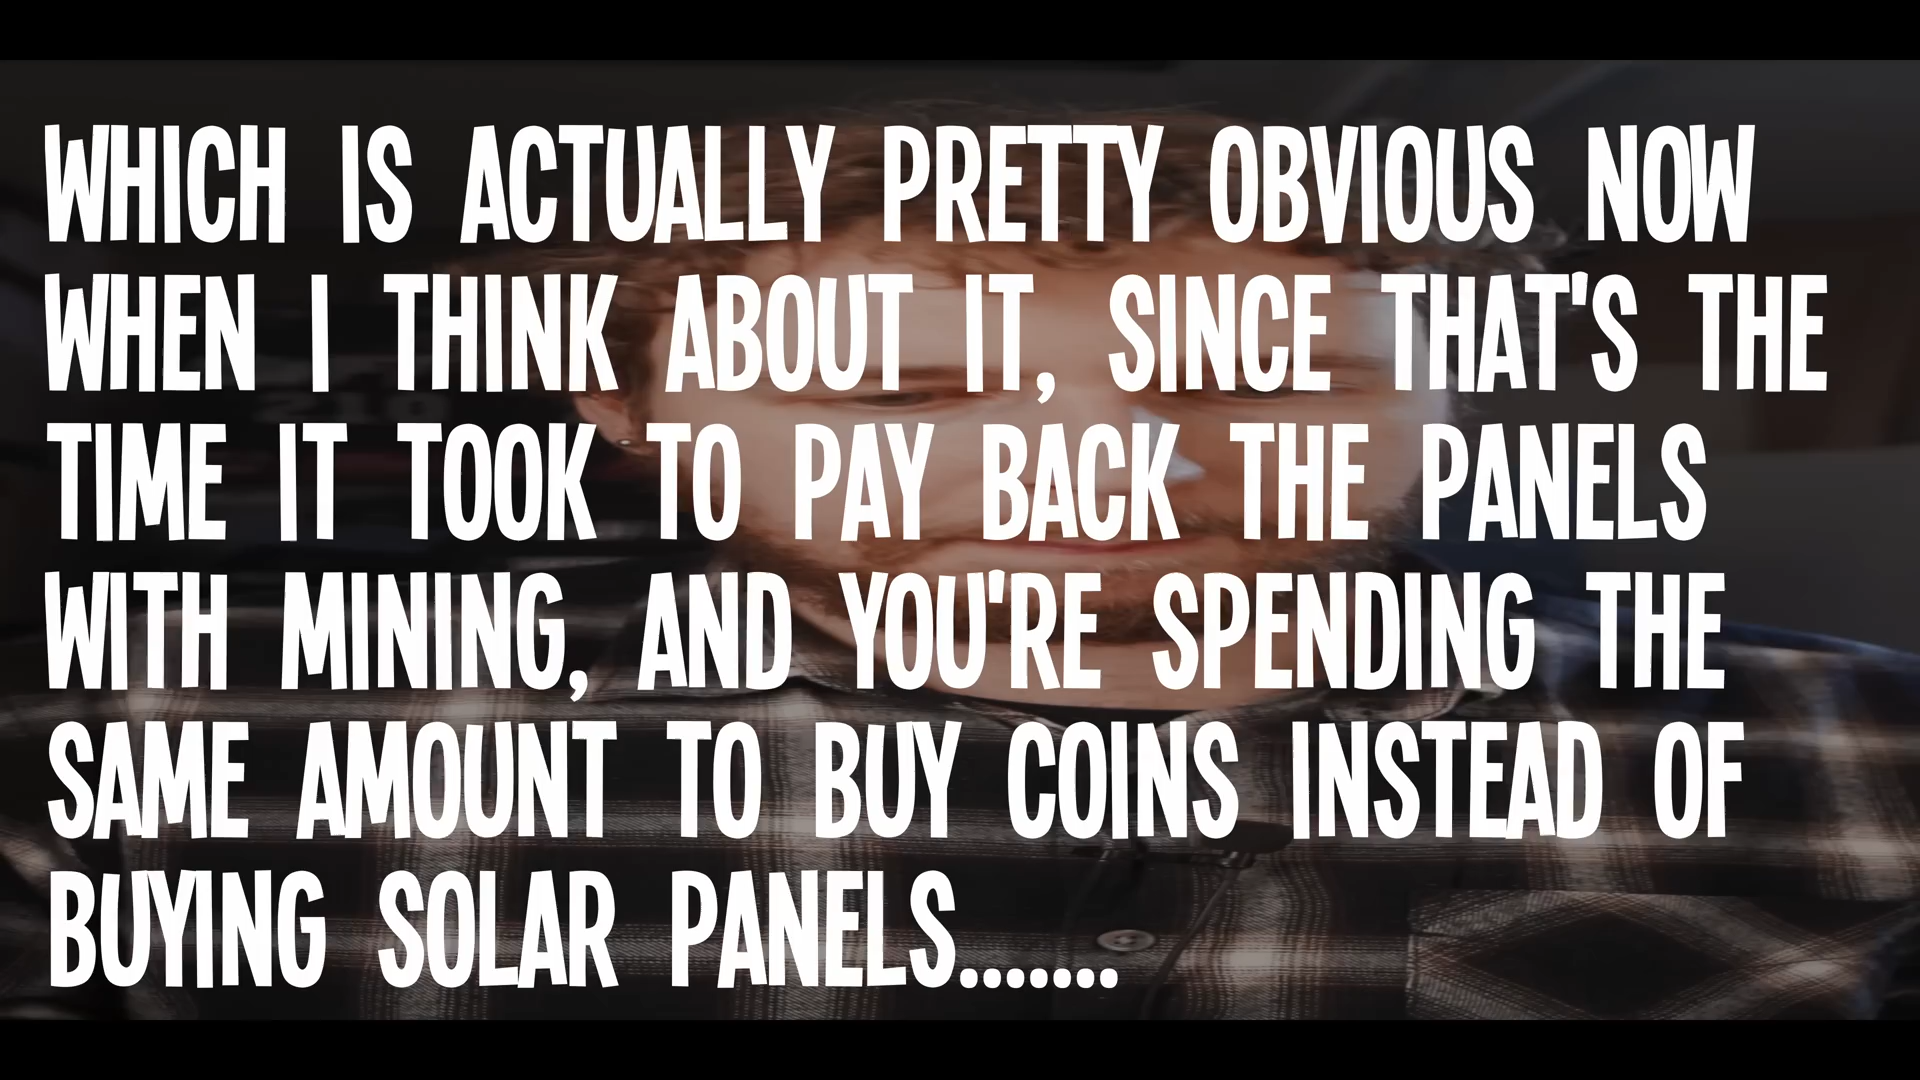 WHICH IS ACTUALLY PRETTY OBVIOUS NOW
WHEN I THINK ABOUT IT, SINCE THAT'S THE
TIME IT TOOK TO PAY BACK THE PANELS
WITH MINING, AND YOU'RE SPENDING THE
SAME AMOUNT TO BUY COINS INSTEAD OF
BUYING SOLAR PANELS.......
210